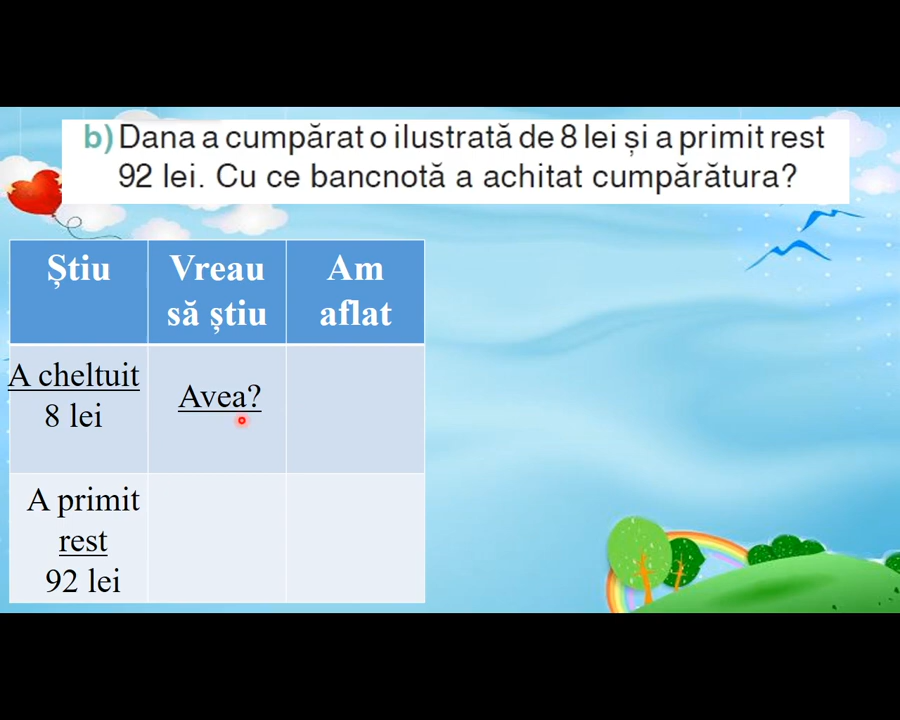 b) Dana a cumpărat o ilustrată de 8 lei și a primit rest
92 lei. Cu ce bancnotă a achitat cumpărătura?
Știu
Vreau
să știu
Am
aflat
A cheltuit
8 lei
Avea?
A primit
rest
92 lei